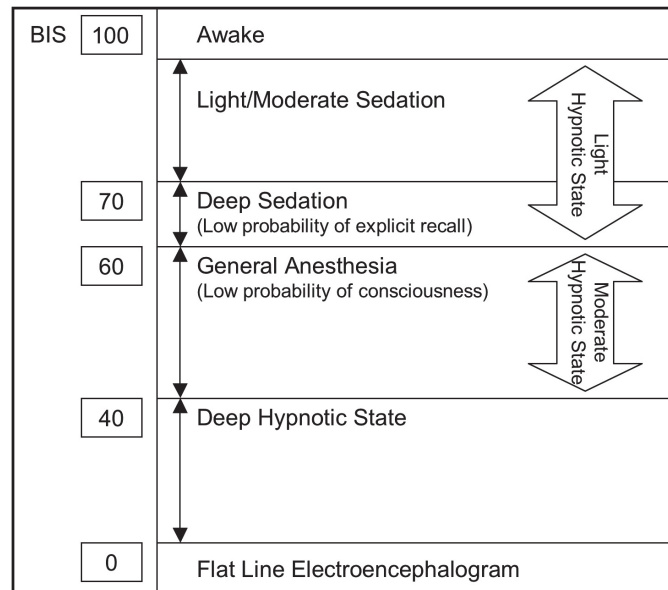 BIS 100 Awake
Light/Moderate Sedation
Light
Hypnotic State
70 Deep Sedation
(Low probability of explicit recall)
60 General Anesthesia
(Low probability of consciousness)
Moderate
Hypnotic State
40 Deep Hypnotic State
0 Flat Line Electroencephalogram